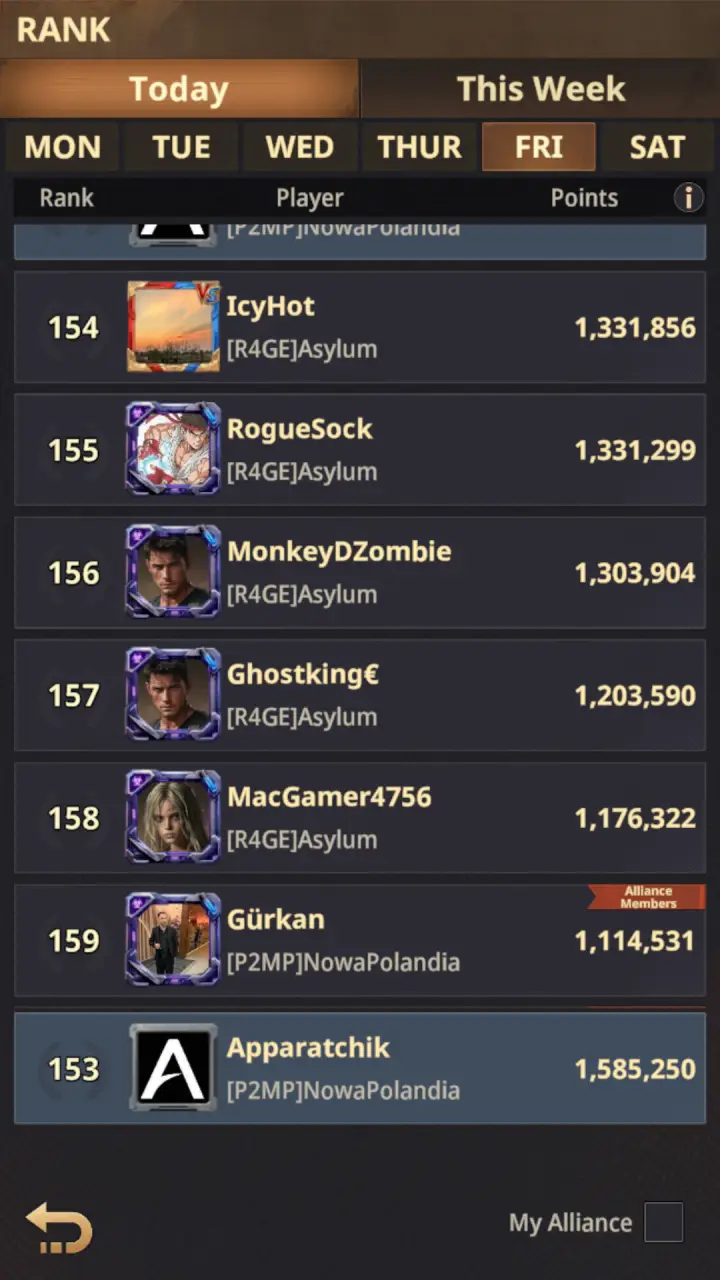 RANK
Today
This Week
MON TUE WED THUR FRI SAT
Rank Player Points i
[P2MP]NowaPolandia
154 IcyHot 1,331,856
[R4GE]Asylum
155 RogueSock 1,331,299
[R4GE]Asylum
156 MonkeyDZombie 1,303,904
[R4GE]Asylum
157 Ghostking€ 1,203,590
[R4GE]Asylum
158 MacGamer4756 1,176,322
[R4GE]Asylum
Alliance
Members
159 Gürkan 1,114,531
[P2MP]NowaPolandia
153 Apparatchik 1,585,250
[P2MP]NowaPolandia
My Alliance